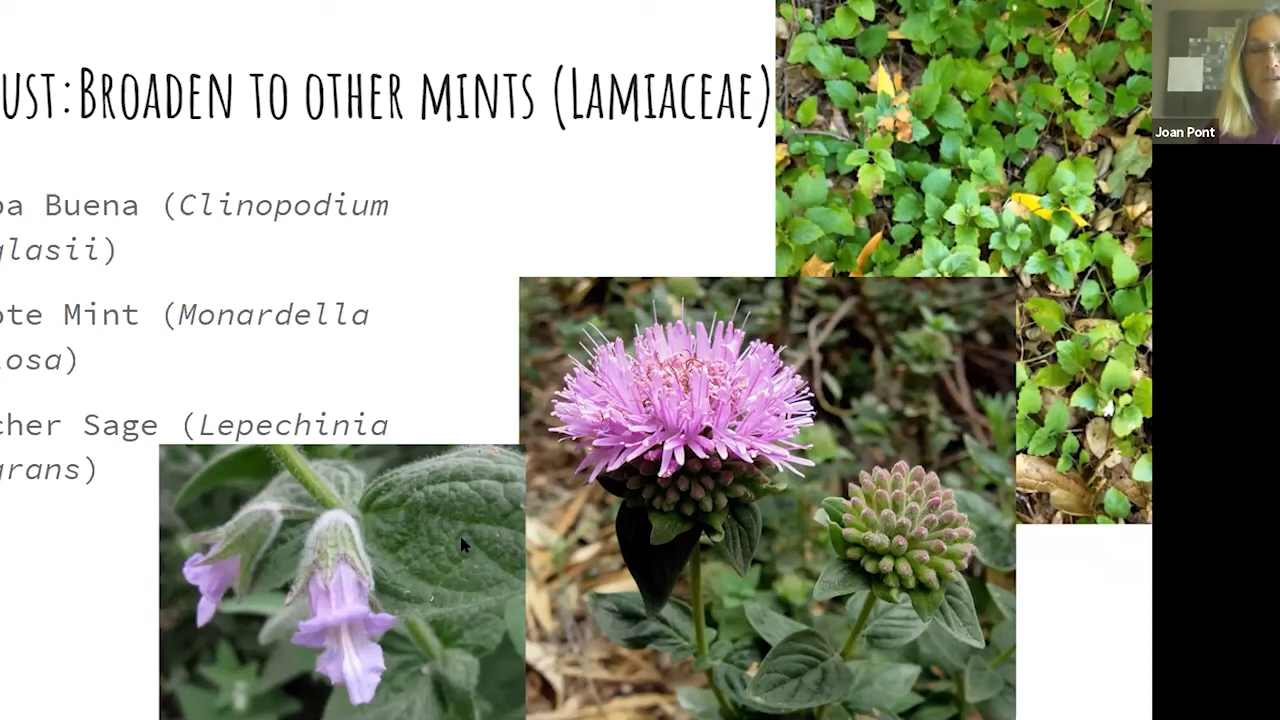 UST: BROADEN TO OTHER MINTS (LAMIACEAE)
Joan Pont
oa Buena (Clinopodium
glasii)
ote Mint (Monardella
losa)
cher Sage (Lepechinia
grans)